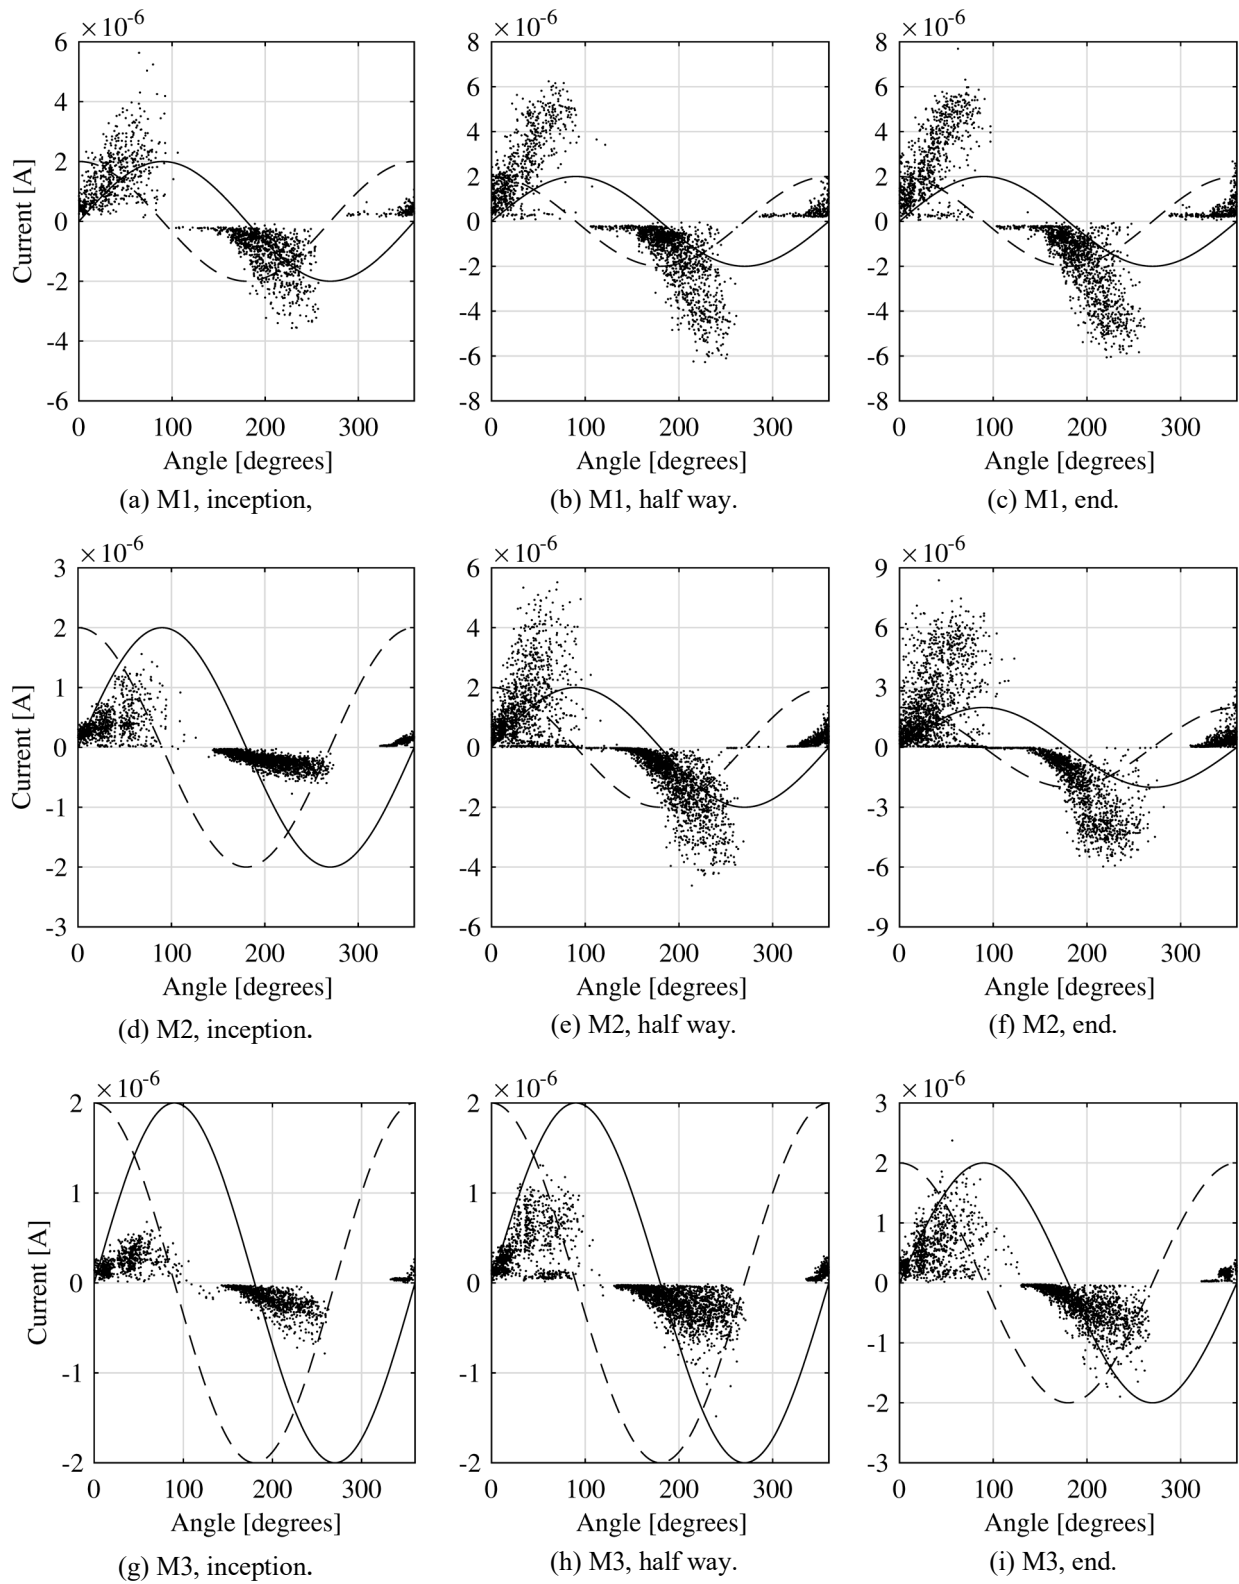 ×10-6 ×10-6 ×10-6
6 8 8
4 6 6
2 4 4
0 2 2
-2 0 0
-4 -2 -2
-6 -4 -4
-6 -6
-8 -8
Current [A]
0 100 200 300 0 100 200 300 0 100 200 300
Angle [degrees] Angle [degrees] Angle [degrees]
(a) M1, inception, (b) M1, half way. (c) M1, end.
×10-6 ×10-6 ×10-6
3 6 9
2 4 6
1 2 3
0 0 0
-1 -2 -3
-2 -4 -6
-3 -6 -9
Current [A]
0 100 200 300 0 100 200 300 0 100 200 300
Angle [degrees] Angle [degrees] Angle [degrees]
(d) M2, inception. (e) M2, half way. (f) M2, end.
×10-6 ×10-6 ×10-6
2 2 3
1 1 2
0 0 1
-1 -1 0
-2 -2 -1
-2
-3
Current [A]
0 100 200 300 0 100 200 300 0 100 200 300
Angle [degrees] Angle [degrees] Angle [degrees]
(g) M3, inception. (h) M3, half way. (i) M3, end.